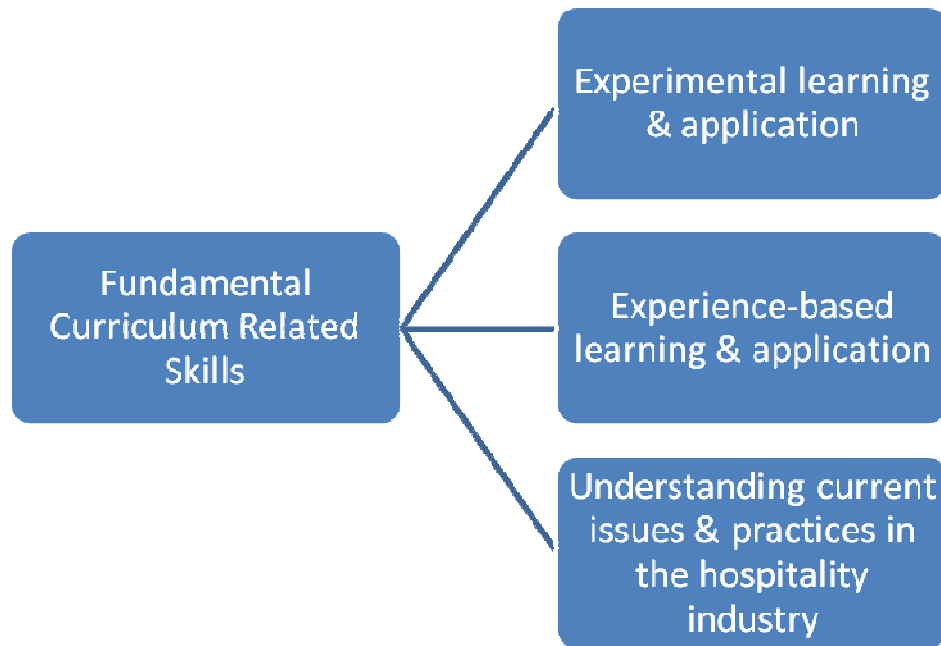 Experimental learning
& application
Fundamental
Curriculum Related
Skills
Experience-based
learning & application
Understanding current
issues & practices in
the hospitality
industry